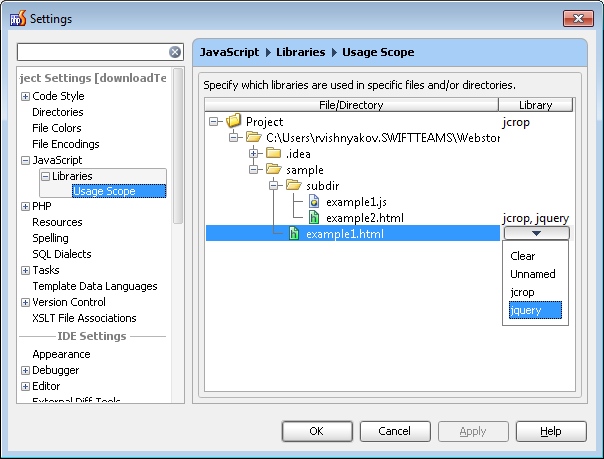 Settings
ject Settings [downloadTe
Code Style
Directories
File Colors
File Encodings
JavaScript
Libraries
Usage Scope
PHP
Resources
Spelling
SQL Dialects
Tasks
Template Data Languages
Version Control
XSLT File Associations
IDE Settings
Appearance
Debugger
Editor
External Diff Tools
JavaScript Libraries Usage Scope
Specify which libraries are used in specific files and/or directories.
File/Directory Library
Project jcrop
C:\Users\rvishnyakov.SWIFTTEAMS\Webstor
.idea
sample
subdir
example1.js
example2.html jcrop, jquery
example1.html
Clear
Unnamed
jcrop
jquery
OK Cancel Apply Help